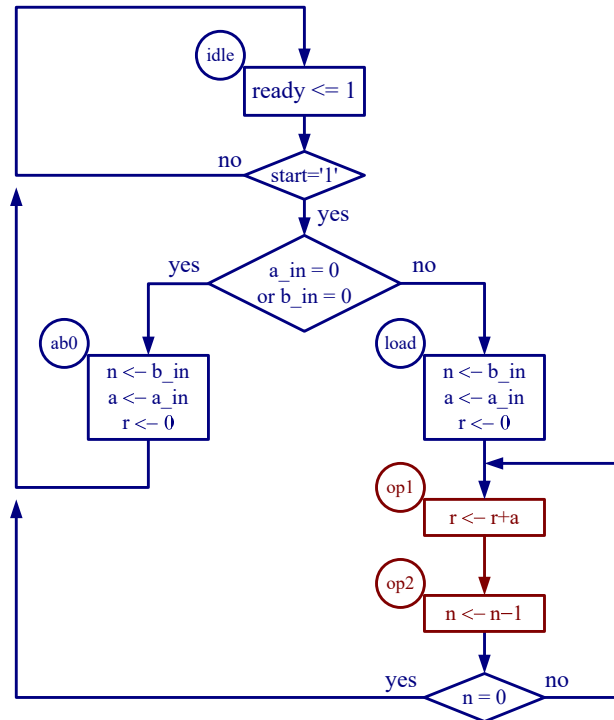 idle
ready <= 1
no
start='1'
yes
yes
a_in = 0
or b_in = 0
no
ab0
n <– b_in
a <– a_in
r <– 0
load
n <– b_in
a <– a_in
r <– 0
op1
r <– r+a
op2
n <– n−1
yes
n = 0
no